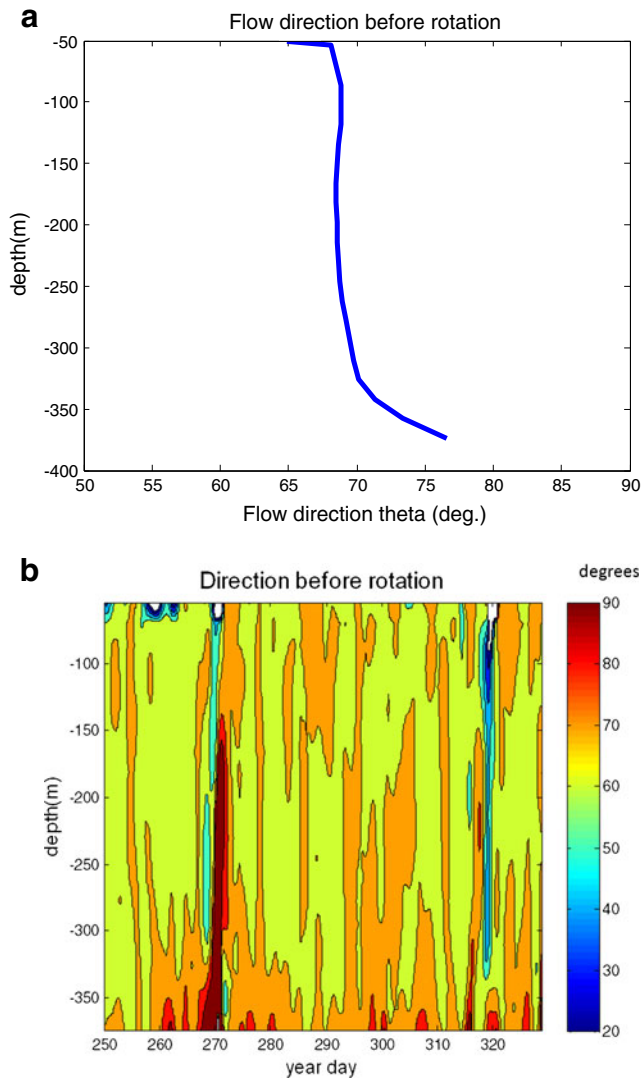 a
Flow direction before rotation
-50
-100
-150
-200
-250
-300
-350
-400
depth(m)
50 55 60 65 70 75 80 85 90
Flow direction theta (deg.)
b
Direction before rotation
degrees
-100
-150
-200
-250
-300
-350
depth(m)
250 260 270 280 290 300 310 320
year day
90
80
70
60
50
40
30
20